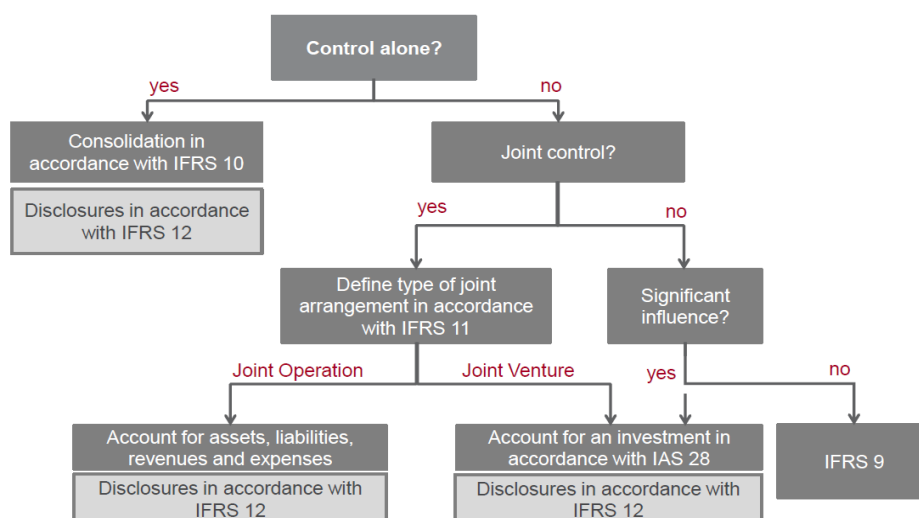 Control alone?
yes
no
Consolidation in
accordance with IFRS 10
Joint control?
Disclosures in accordance
with IFRS 12
yes
no
Define type of joint
arrangement in accordance
with IFRS 11
Significant
influence?
Joint Operation
Joint Venture
yes
no
Account for assets, liabilities,
revenues and expenses
Account for an investment in
accordance with IAS 28
IFRS 9
Disclosures in accordance with
IFRS 12
Disclosures in accordance with
IFRS 12